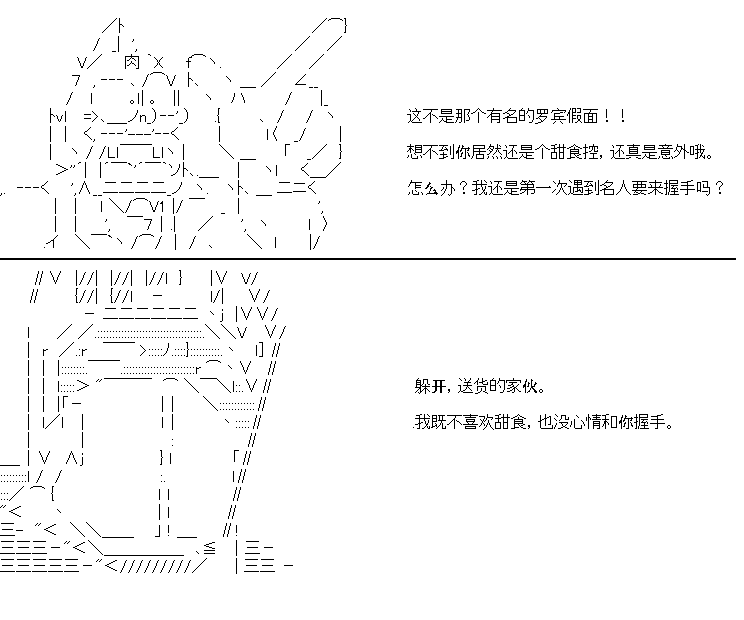 肉
这不是那个有名的罗宾假面！！
想不到你居然还是个甜食控，还真是意外哦。
怎么办？我还是第一次遇到名人要来握手吗？
躲开，送货的家伙。
我既不喜欢甜食，也没心情和你握手。